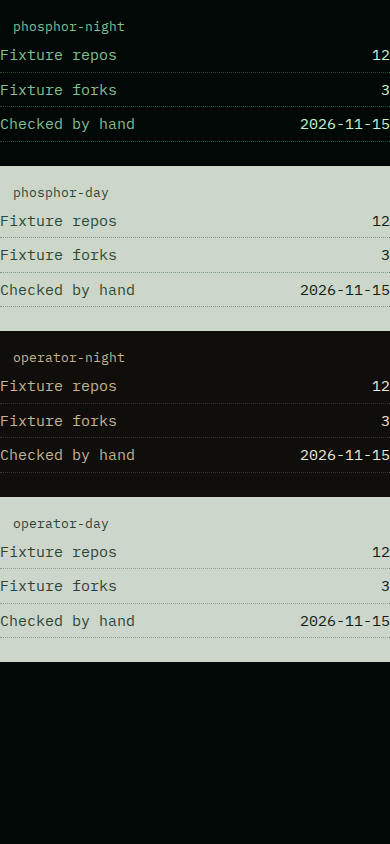 phosphor-night
Fixture repos 12
Fixture forks 3
Checked by hand 2026-11-15
phosphor-day
Fixture repos 12
Fixture forks 3
Checked by hand 2026-11-15
operator-night
Fixture repos 12
Fixture forks 3
Checked by hand 2026-11-15
operator-day
Fixture repos 12
Fixture forks 3
Checked by hand 2026-11-15